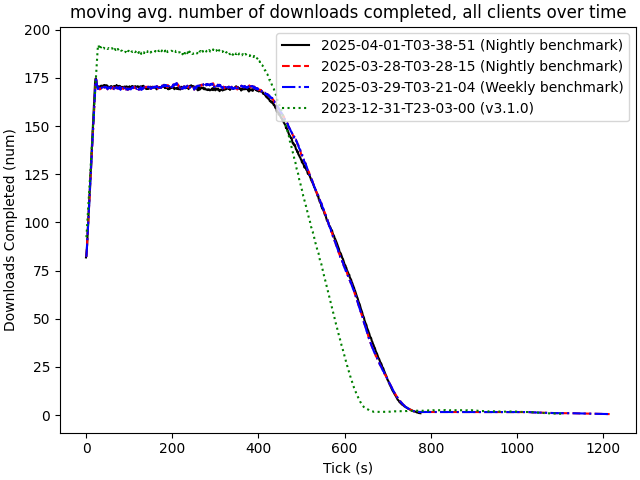 moving avg. number of downloads completed, all clients over time
2025-04-01-T03-38-51 (Nightly benchmark)
2025-03-28-T03-28-15 (Nightly benchmark)
2025-03-29-T03-21-04 (Weekly benchmark)
2023-12-31-T23-03-00 (v3.1.0)
Downloads Completed (num)
200
175
150
125
100
75
50
25
0
0 200 400 600 800 1000 1200
Tick (s)